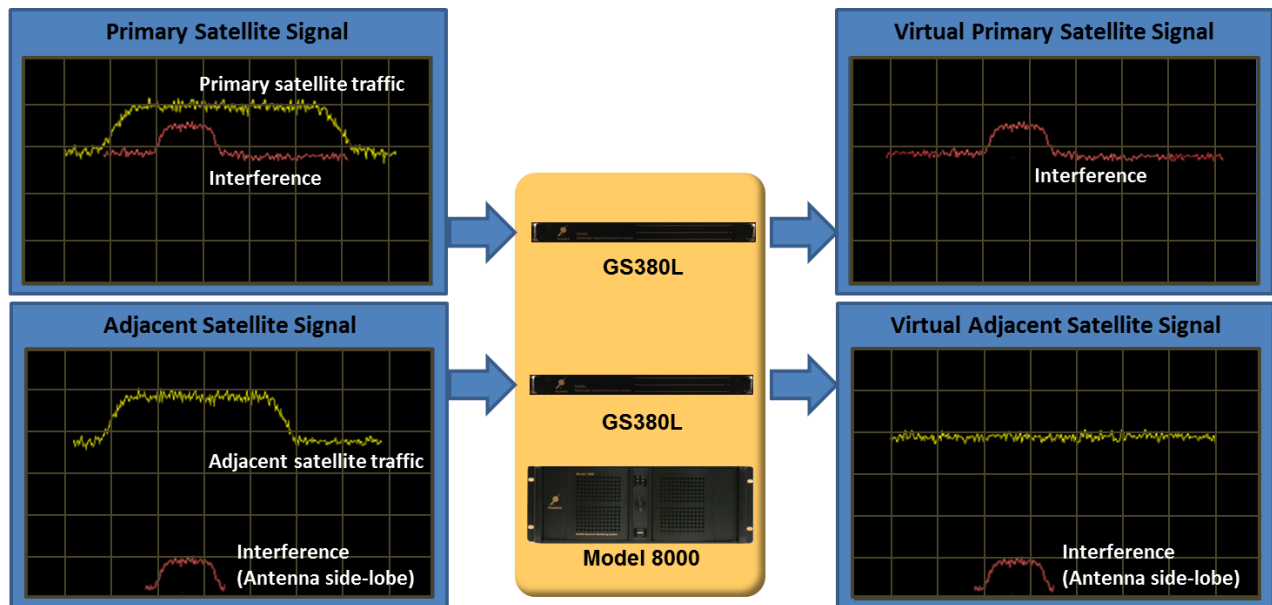 Primary Satellite Signal
Primary satellite traffic
Interference
Adjacent Satellite Signal
Adjacent satellite traffic
Interference
(Antenna side-lobe)
GS380L
GS380L
Model 8000
Virtual Primary Satellite Signal
Interference
Virtual Adjacent Satellite Signal
Interference
(Antenna side-lobe)